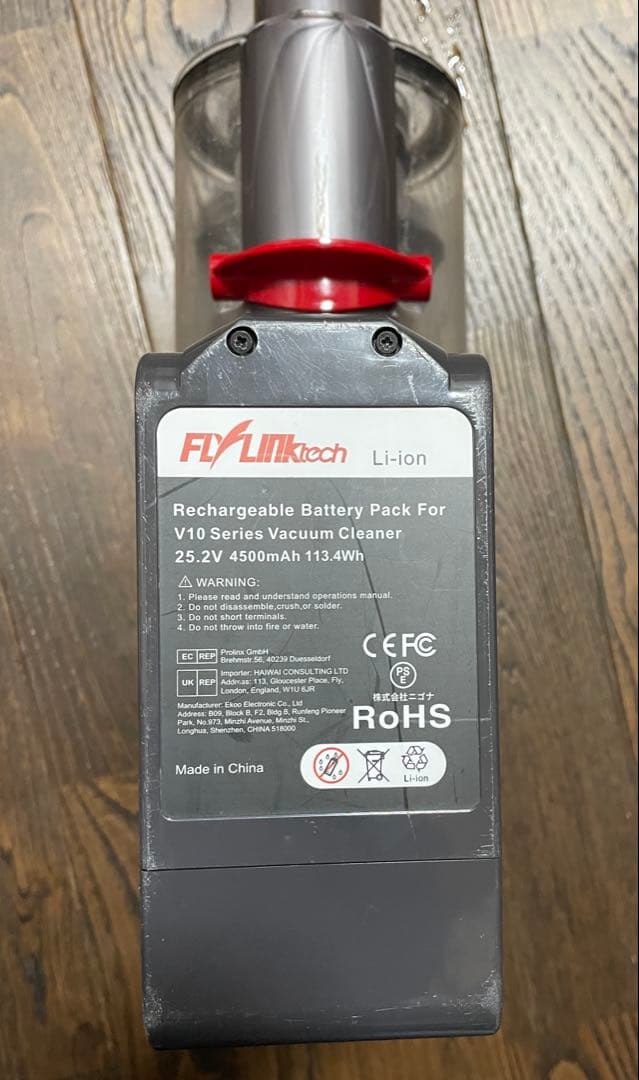 FLYLINKtech Li-ion
Rechargeable Battery Pack For
V10 Series Vacuum Cleaner
25.2V 4500mAh 113.4Wh
WARNING:
1. Please read and understand operations manual.
2. Do not disassemble,crush,or solder.
3. Do not short terminals.
4. Do not throw into fire or water.
EC REP Prolinx GmbH
Brehmstr.56, 40239 Duesseldorf
UK REP Importer: HAIWAI CONSULTING LTD
Address: 113, Gloucester Place, Fly,
London, England, W1U 6JR
Manufacturer: Ekoo Electronic Co., Ltd
Address: B09, Block B, F2, Bldg 8, Runfeng Pioneer
Park, No.973, Minzhi Avenue, Minzhi St.,
Longhua, Shenzhen, CHINA 518000
CE FC
PS
E
株式会社ニゴナ
RoHS
Made in China
Li-ion